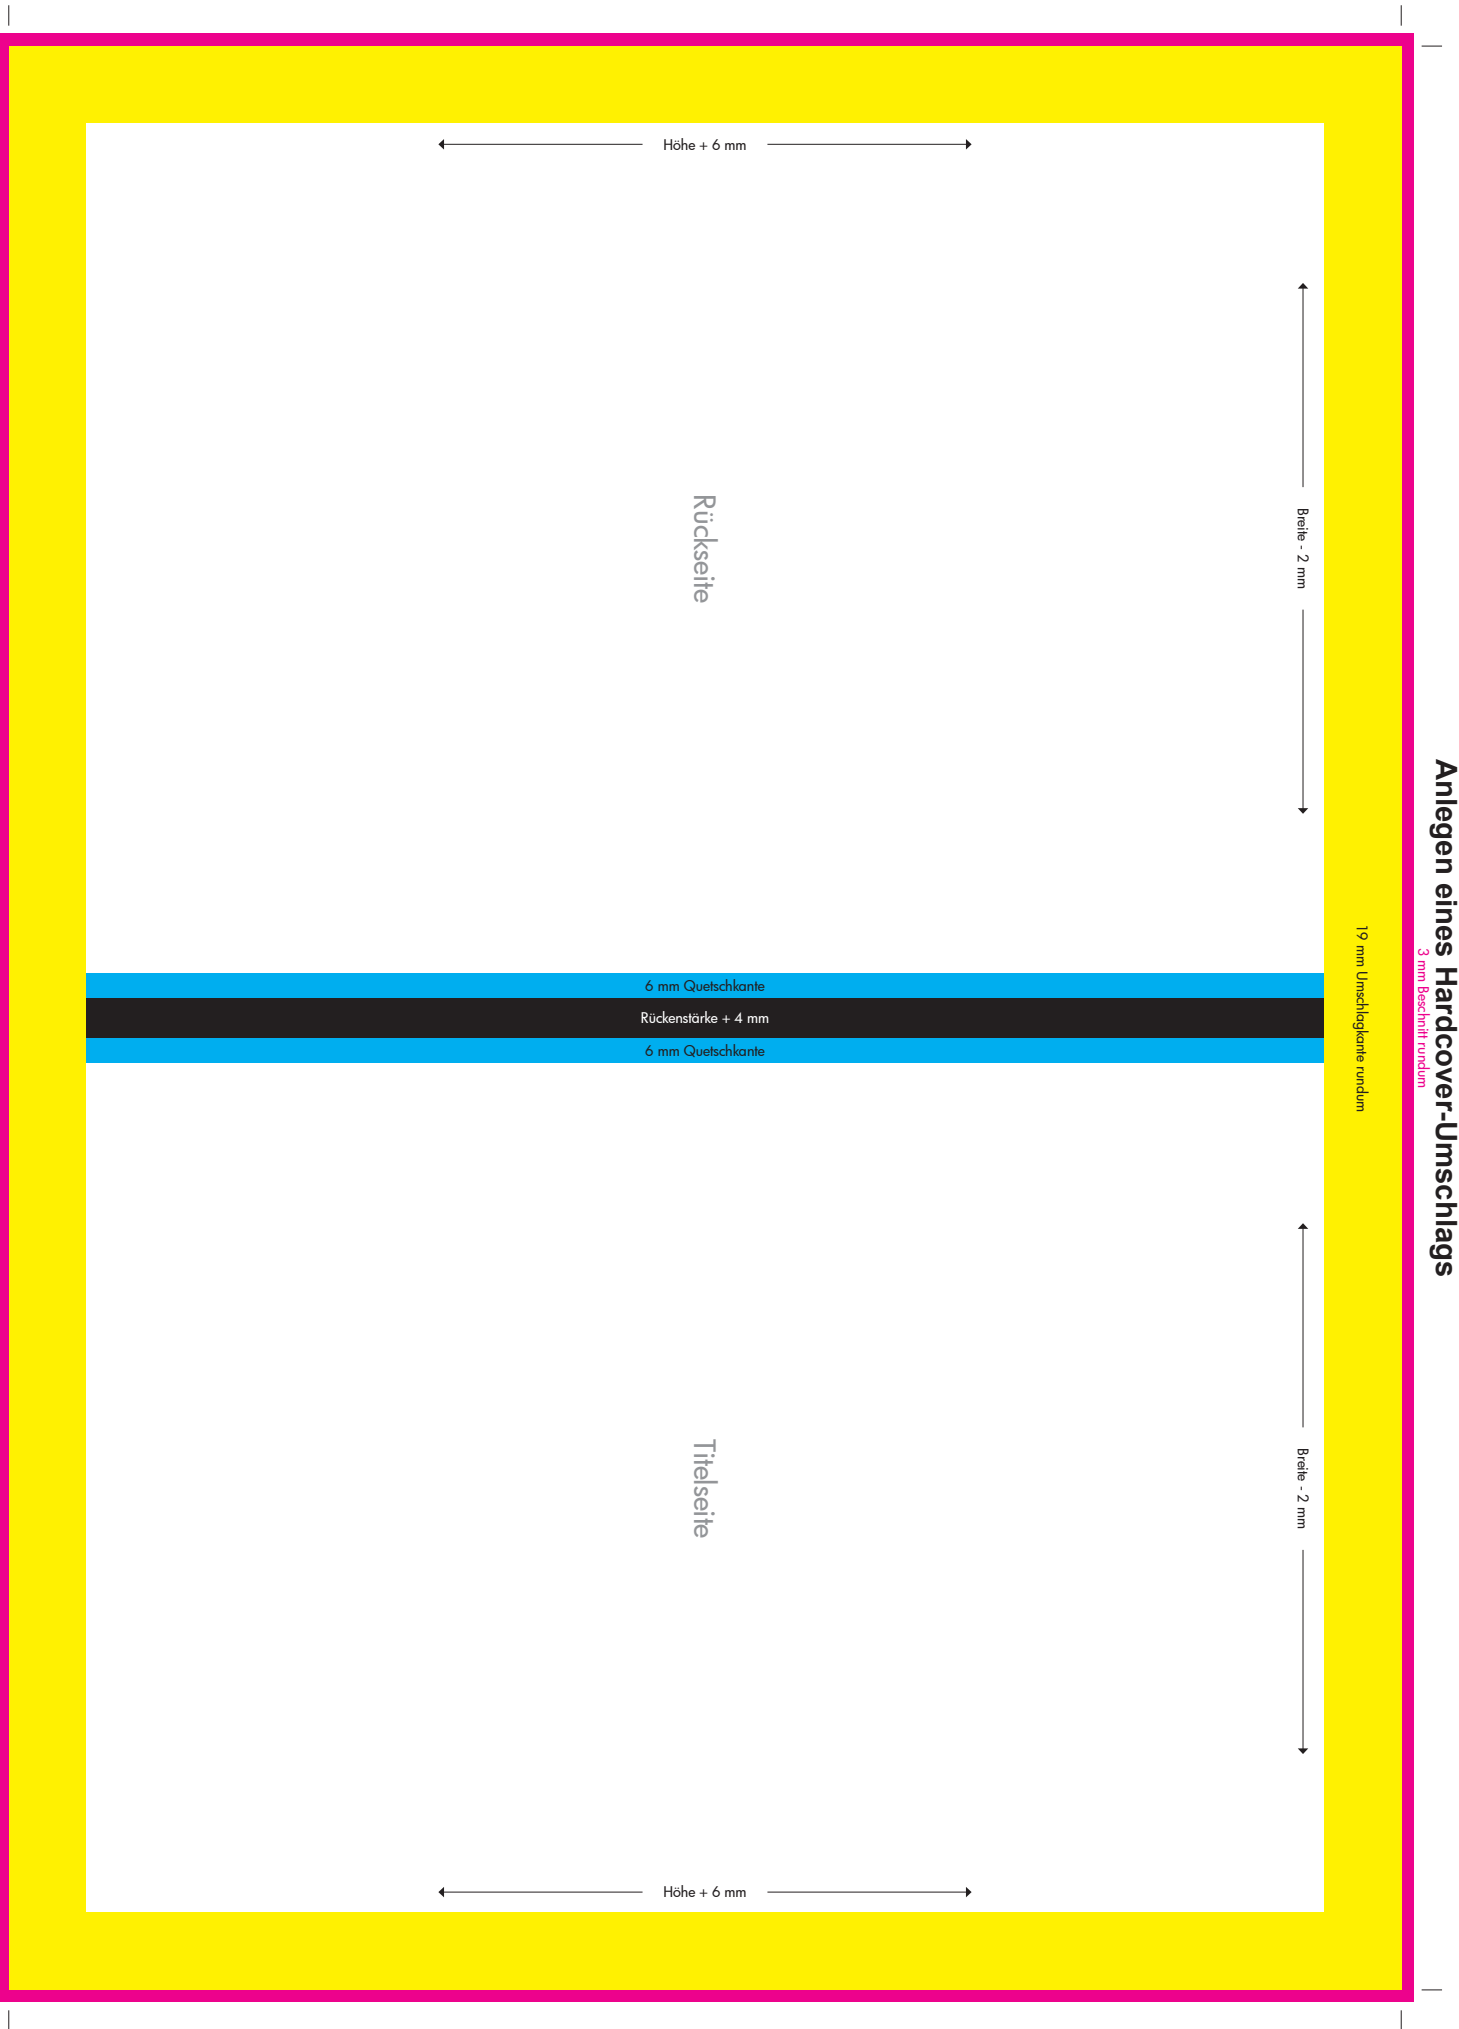 Anlegen eines Hardcover-Umschlags
3 mm Beschnitt rundum
19 mm Umschlagkante rundum
Höhe + 6 mm
Breite - 2 mm
Rückseite
6 mm Quetschkante
Rückenstärke + 4 mm
6 mm Quetschkante
Breite - 2 mm
Titelseite
Höhe + 6 mm